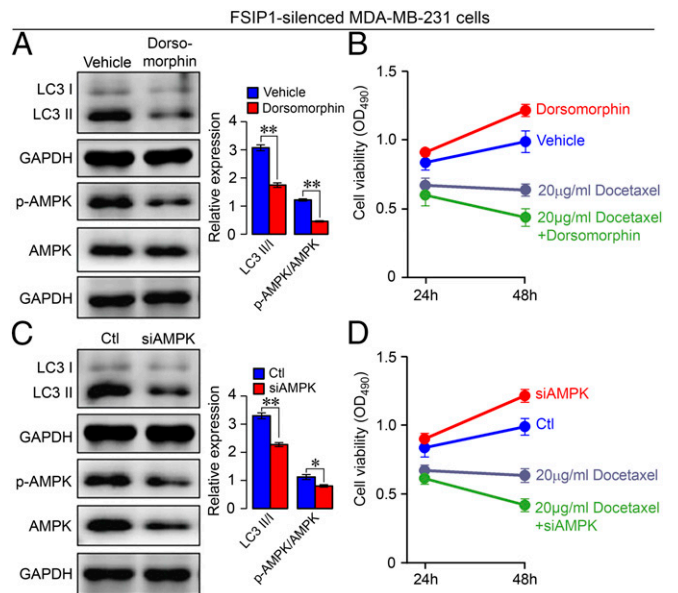 FSIP1-silenced MDA-MB-231 cells
A
Vehicle
Dorso-
morphin
LC3 I
LC3 II
GAPDH
p-AMPK
AMPK
GAPDH
Vehicle
Dorsomorphin
Relative expression
4
3
2
1
0
**
**
LC3 II/I
p-AMPK/AMPK
B
Cell viability (OD490)
1.5
1.0
0.5
0
24h
48h
Dorsomorphin
Vehicle
20μg/ml Docetaxel
20μg/ml Docetaxel
+Dorsomorphin
C
Ctl
siAMPK
LC3 I
LC3 II
GAPDH
p-AMPK
AMPK
GAPDH
Ctl
siAMPK
Relative expression
4
3
2
1
0
**
*
LC3 II/I
p-AMPK/AMPK
D
Cell viability (OD490)
1.5
1.0
0.5
0
24h
48h
siAMPK
Ctl
20μg/ml Docetaxel
20μg/ml Docetaxel
+siAMPK